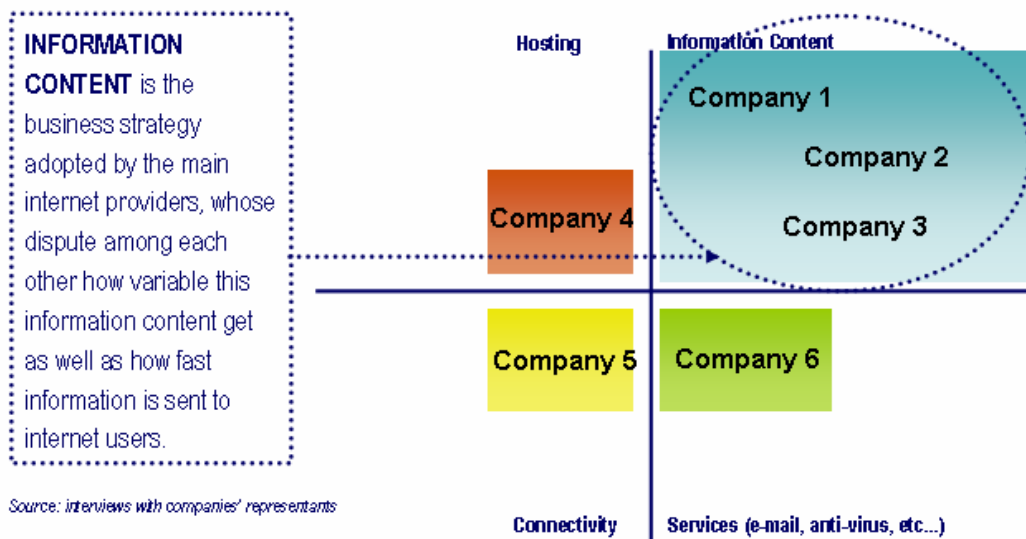 INFORMATION
CONTENT is the
business strategy
adopted by the main
internet providers, whose
dispute among each
other how variable this
information content get
as well as how fast
information is sent to
internet users.
Source: interviews with companies' representants
Hosting
Information Content
Company 1
Company 2
Company 3
Company 4
Company 5
Company 6
Connectivity
Services (e-mail, anti-virus, etc...)